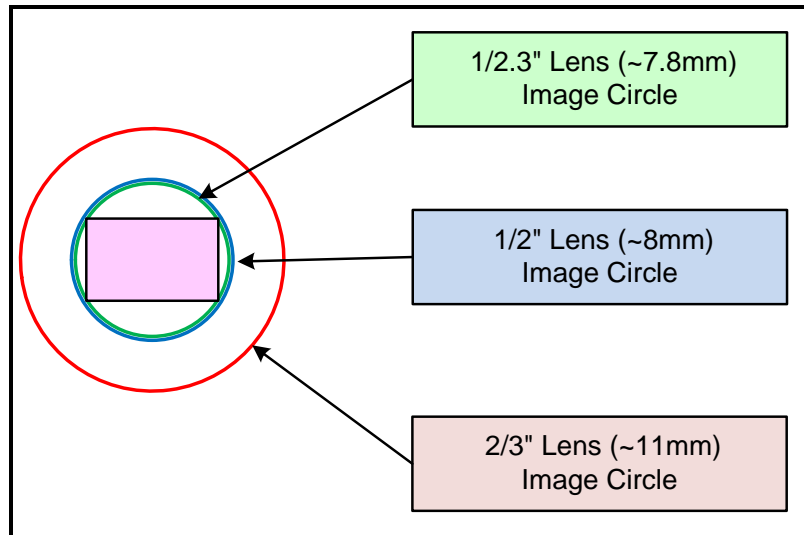 1/2.3" Lens (~7.8mm)
Image Circle
1/2" Lens (~8mm)
Image Circle
2/3" Lens (~11mm)
Image Circle